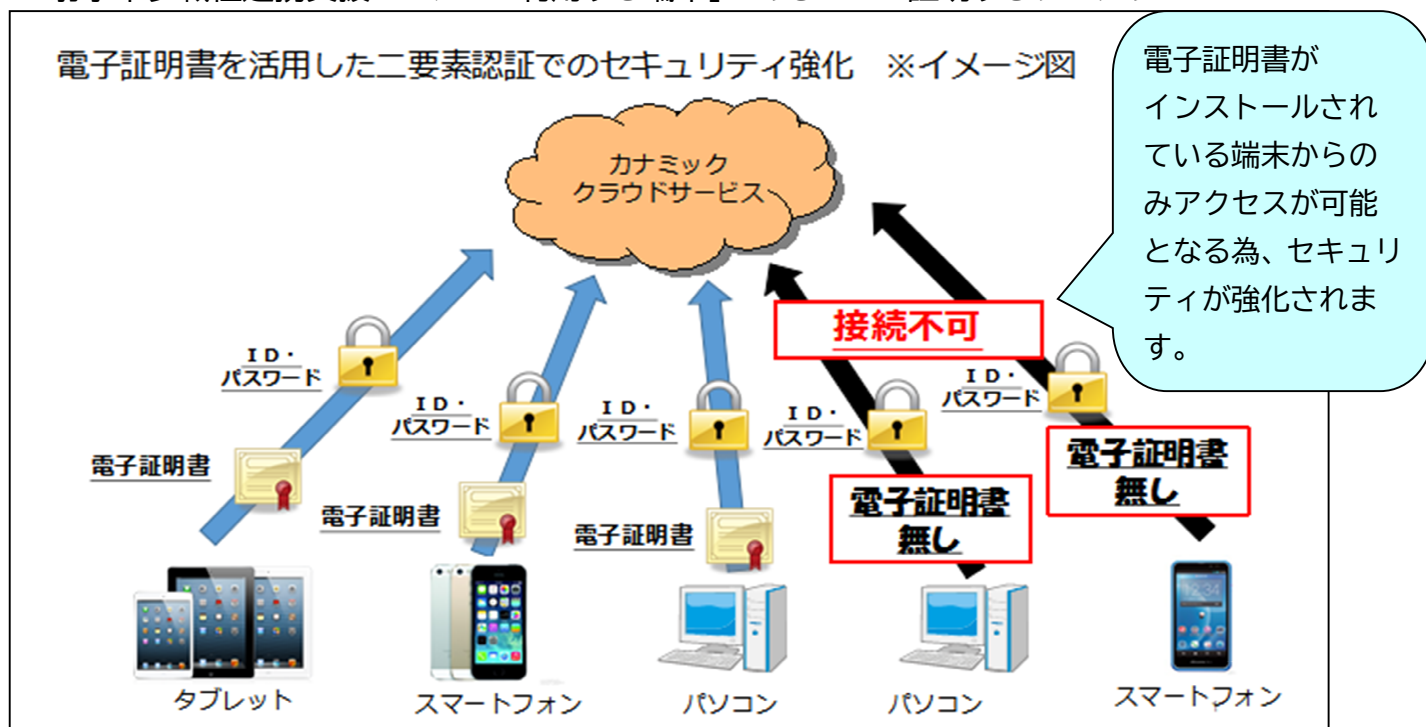 電子証明書を活用した二要素認証でのセキュリティ強化 ※イメージ図
電子証明書が
インストールされ
ている端末からの
みアクセスが可能
となる為、セキュリ
ティが強化されま
す。
カナミック
クラウドサービス
接続不可
ID・
パスワード
ID・
パスワード
ID・
パスワード
ID・
パスワード
ID・
パスワード
電子証明書
電子証明書
電子証明書
電子証明書
無し
電子証明書
無し
タブレット
スマートフォン
パソコン
パソコン
スマートフォン